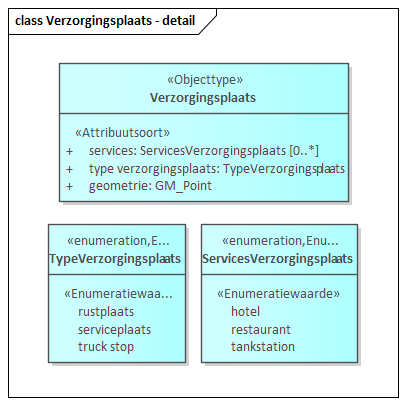 class Verzorgingsplaats - detail
«Objecttype»
Verzorgingsplaats
«Attribuutsoort»
+ services: ServicesVerzorgingsplaats [0..*]
+ type verzorgingsplaats: TypeVerzorgingsplaats
+ geometrie: GM_Point
«enumeration,E...
TypeVerzorgingsplaats
«Enumeratiewaa...
rustplaats
serviceplaats
truck stop
«enumeration,Enu...
ServicesVerzorgingsplaats
«Enumeratiewaarde»
hotel
restaurant
tankstation